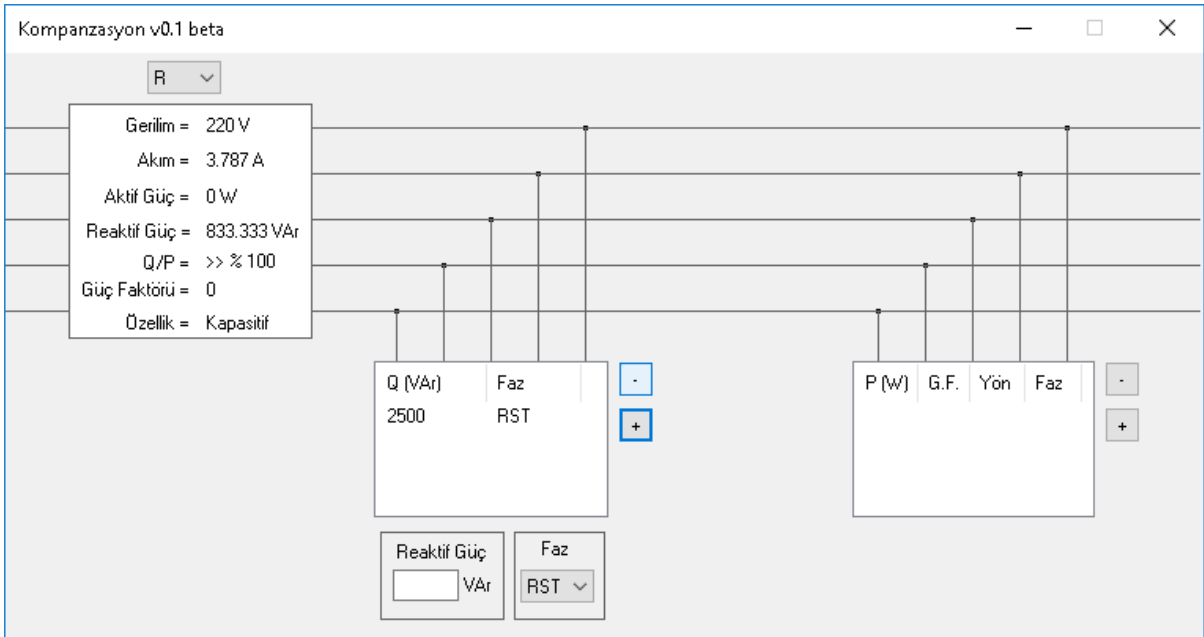 Kompanzasyon v0.1 beta
R
Gerilim = 220 V
Akım = 3.787 A
Aktif Güç = 0 W
Reaktif Güç = 833.333 VAr
Q/P = >> % 100
Güç Faktörü = 0
Özellik = Kapasitif
Q (VAr) Faz
2500 RST
-
+
P (W) G.F. Yön Faz
-
+
Reaktif Güç
VAr
Faz
RST